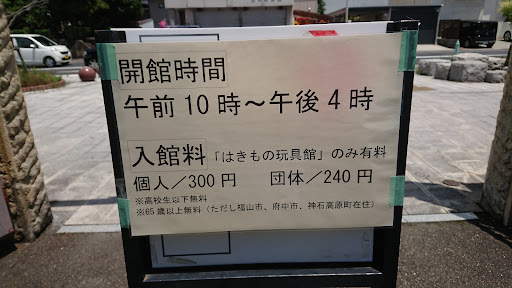 開館時間
午前10時～午後4時
入館料「はきもの玩具館」のみ有料
個人／300円　団体／240円
※高校生以下無料
※65歳以上無料（ただし福山市、府中市、神石高原町在住）